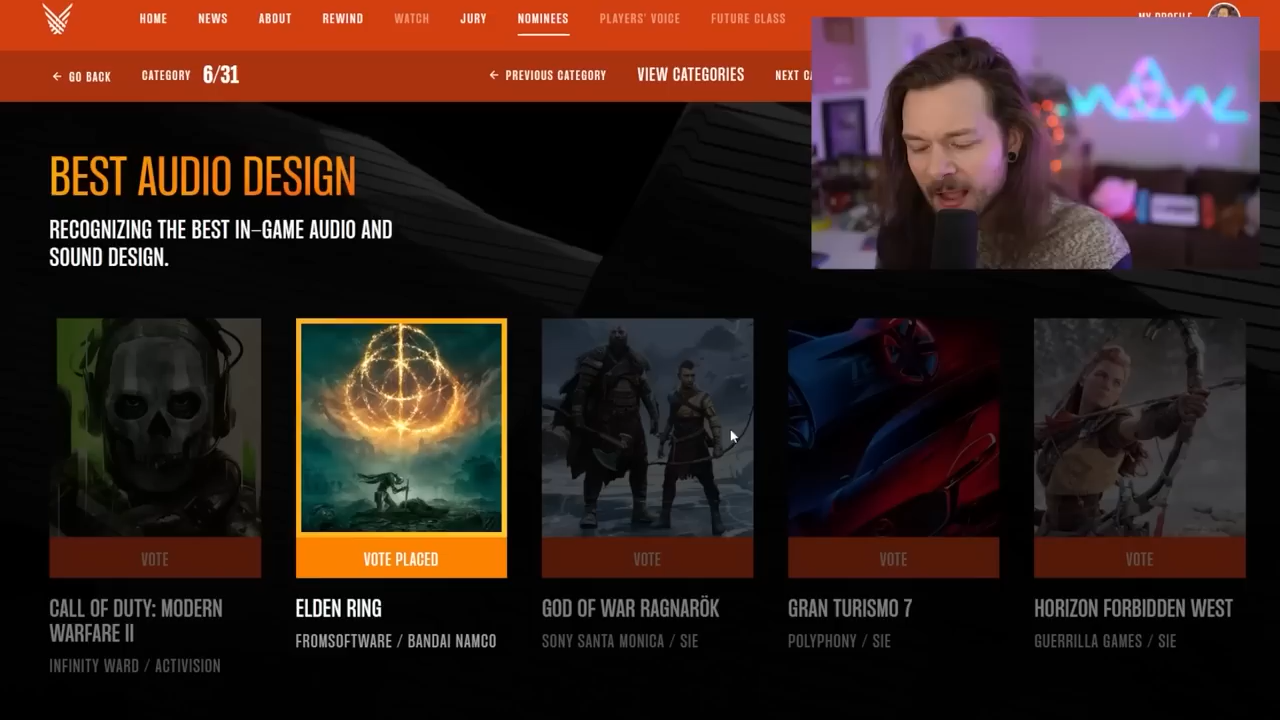 HOME NEWS ABOUT REWIND WATCH JURY NOMINEES PLAYERS' VOICE FUTURE CLASS MY PROFILE
← GO BACK CATEGORY 6/31 ← PREVIOUS CATEGORY VIEW CATEGORIES NEXT
BEST AUDIO DESIGN
RECOGNIZING THE BEST IN-GAME AUDIO AND
SOUND DESIGN.
VOTE VOTE PLACED VOTE VOTE VOTE
CALL OF DUTY: MODERN
WARFARE II
INFINITY WARD / ACTIVISION
ELDEN RING
FROMSOFTWARE / BANDAI NAMCO
GOD OF WAR RAGNARÖK
SONY SANTA MONICA / SIE
GRAN TURISMO 7
POLYPHONY / SIE
HORIZON FORBIDDEN WEST
GUERRILLA GAMES / SIE